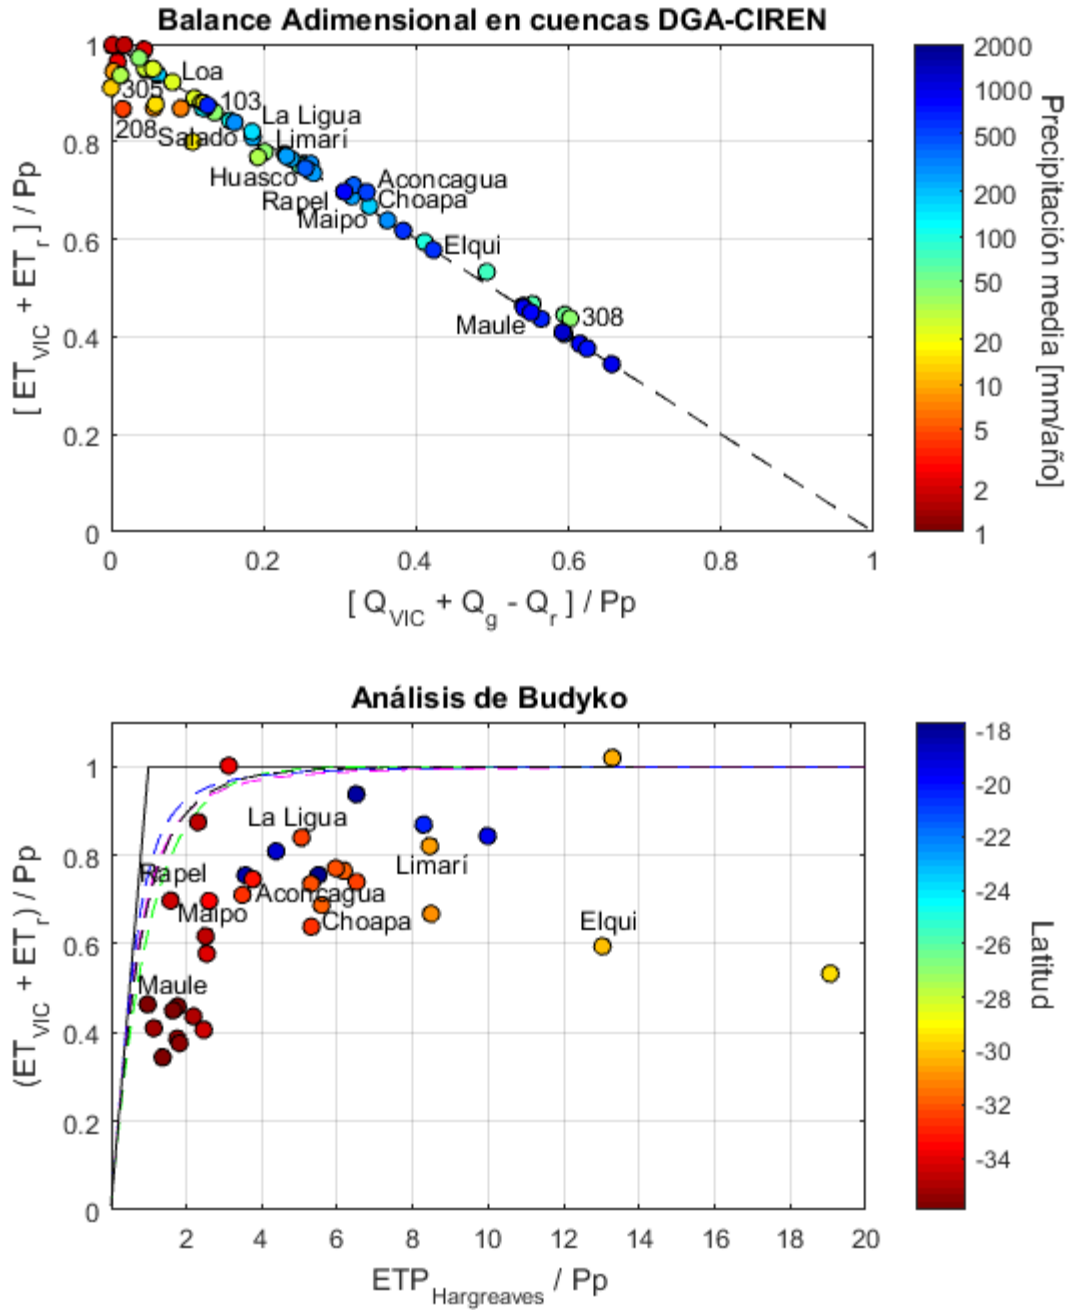 Balance Adimensional en cuencas DGA-CIREN
[ ET_VIC + ET_r ] / Pp
1
0.8
0.6
0.4
0.2
0
Loa
305
103
208
Salado
La Ligua
Limarí
Huasco
Rapel
Aconcagua
Choapa
Maipo
Elqui
Maule
308
0 0.2 0.4 0.6 0.8 1
[ Q_VIC + Q_g - Q_r ] / Pp
2000
1000
500
200
100
50
20
10
5
2
1
Precipitación media [mm/año]
Análisis de Budyko
(ET_VIC + ET_r) / Pp
1
0.8
0.6
0.4
0.2
0
La Ligua
Rapel
Limarí
Aconcagua
Maipo
Choapa
Elqui
Maule
2 4 6 8 10 12 14 16 18 20
ETP_Hargreaves / Pp
-18
-20
-22
-24
-26
-28
-30
-32
-34
Latitud